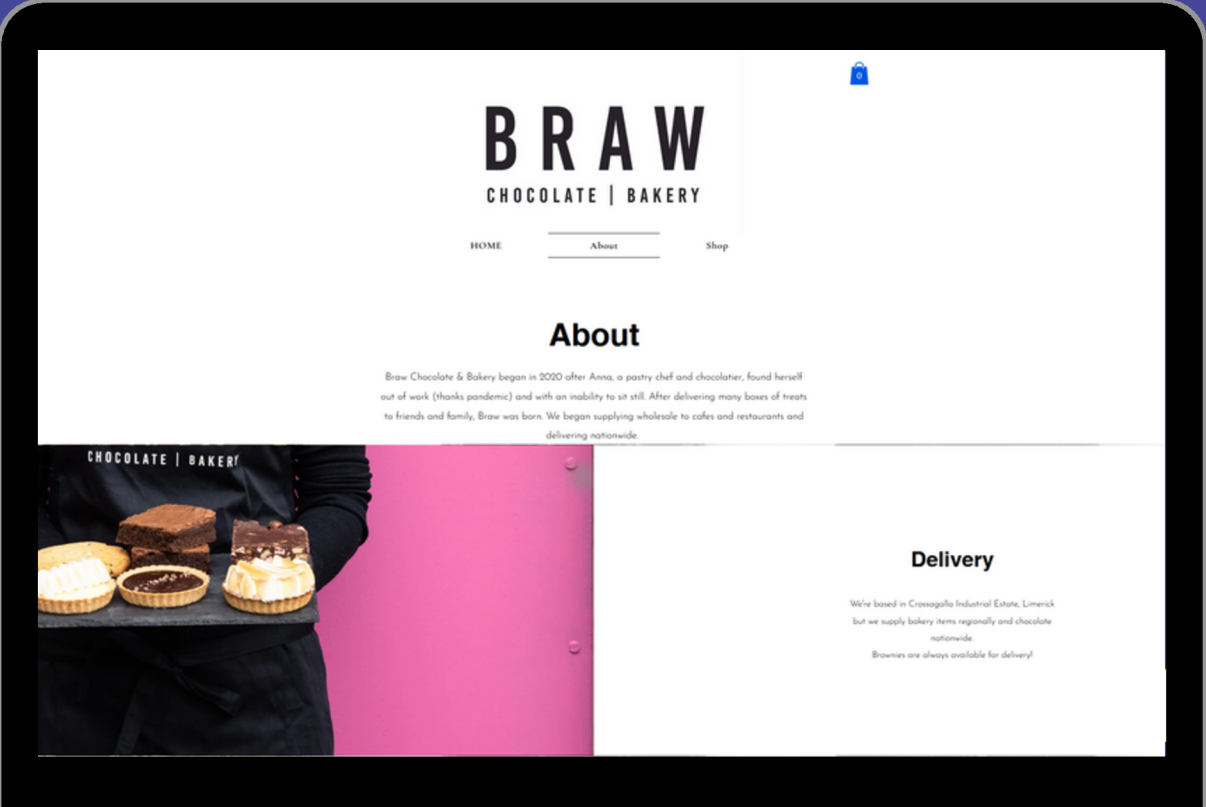 0
BRAW
CHOCOLATE | BAKERY
HOME About Shop
About
Braw Chocolate & Bakery began in 2020 after Anna, a pastry chef and chocolatier, found herself
out of work (thanks pandemic) and with an inability to sit still. After delivering many boxes of treats
to friends and family, Braw was born. We began supplying wholesale to cafes and restaurants and
delivering nationwide.
CHOCOLATE | BAKERY
Delivery
We're based in Crossagalla Industrial Estate, Limerick
but we supply bakery items regionally and chocolate
nationwide.
Brownies are always available for delivery!